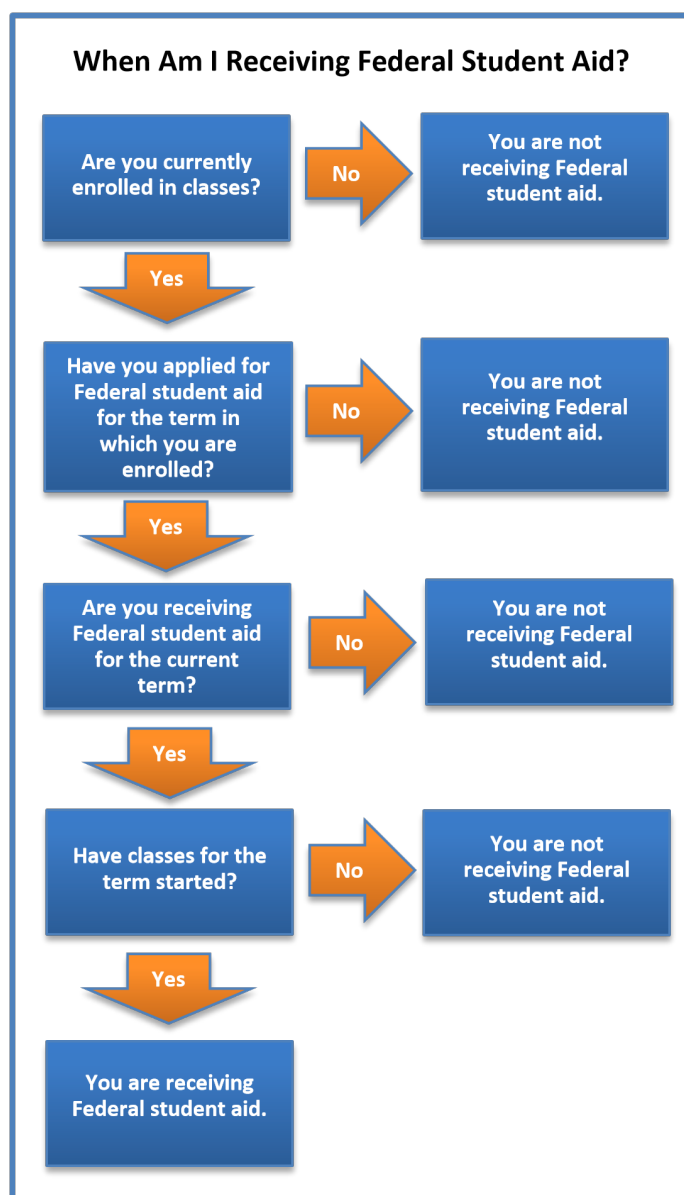 When Am I Receiving Federal Student Aid?
Are you currently
enrolled in classes?
No
You are not
receiving Federal
student aid.
Yes
Have you applied for
Federal student aid
for the term in
which you are
enrolled?
No
You are not
receiving Federal
student aid.
Yes
Are you receiving
Federal student aid
for the current
term?
No
You are not
receiving Federal
student aid.
Yes
Have classes for the
term started?
No
You are not
receiving Federal
student aid.
Yes
You are receiving
Federal student aid.